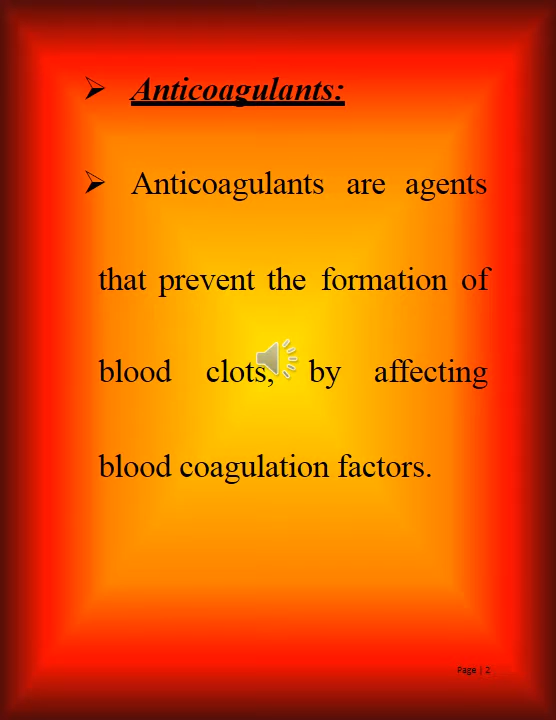 ➢ Anticoagulants:
➢ Anticoagulants are agents
that prevent the formation of
blood clots, by affecting
blood coagulation factors.
Page | 2